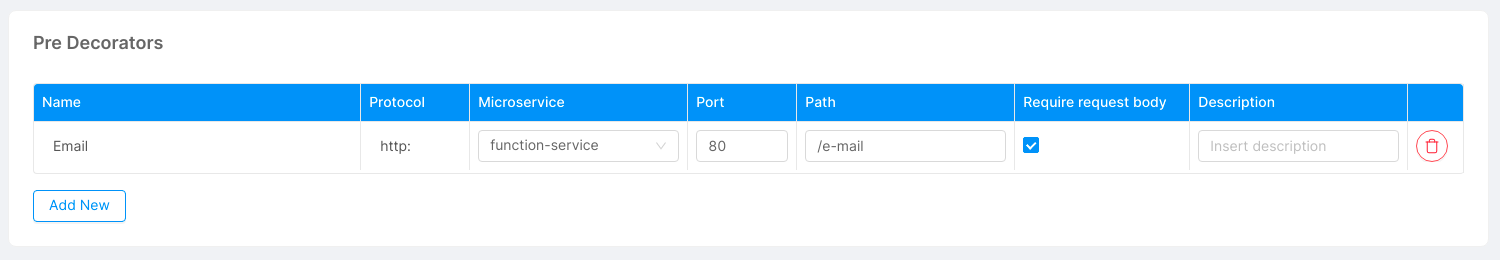 Pre Decorators
Name Protocol Microservice Port Path Require request body Description
Email http: function-service 80 /e-mail Insert description
Add New